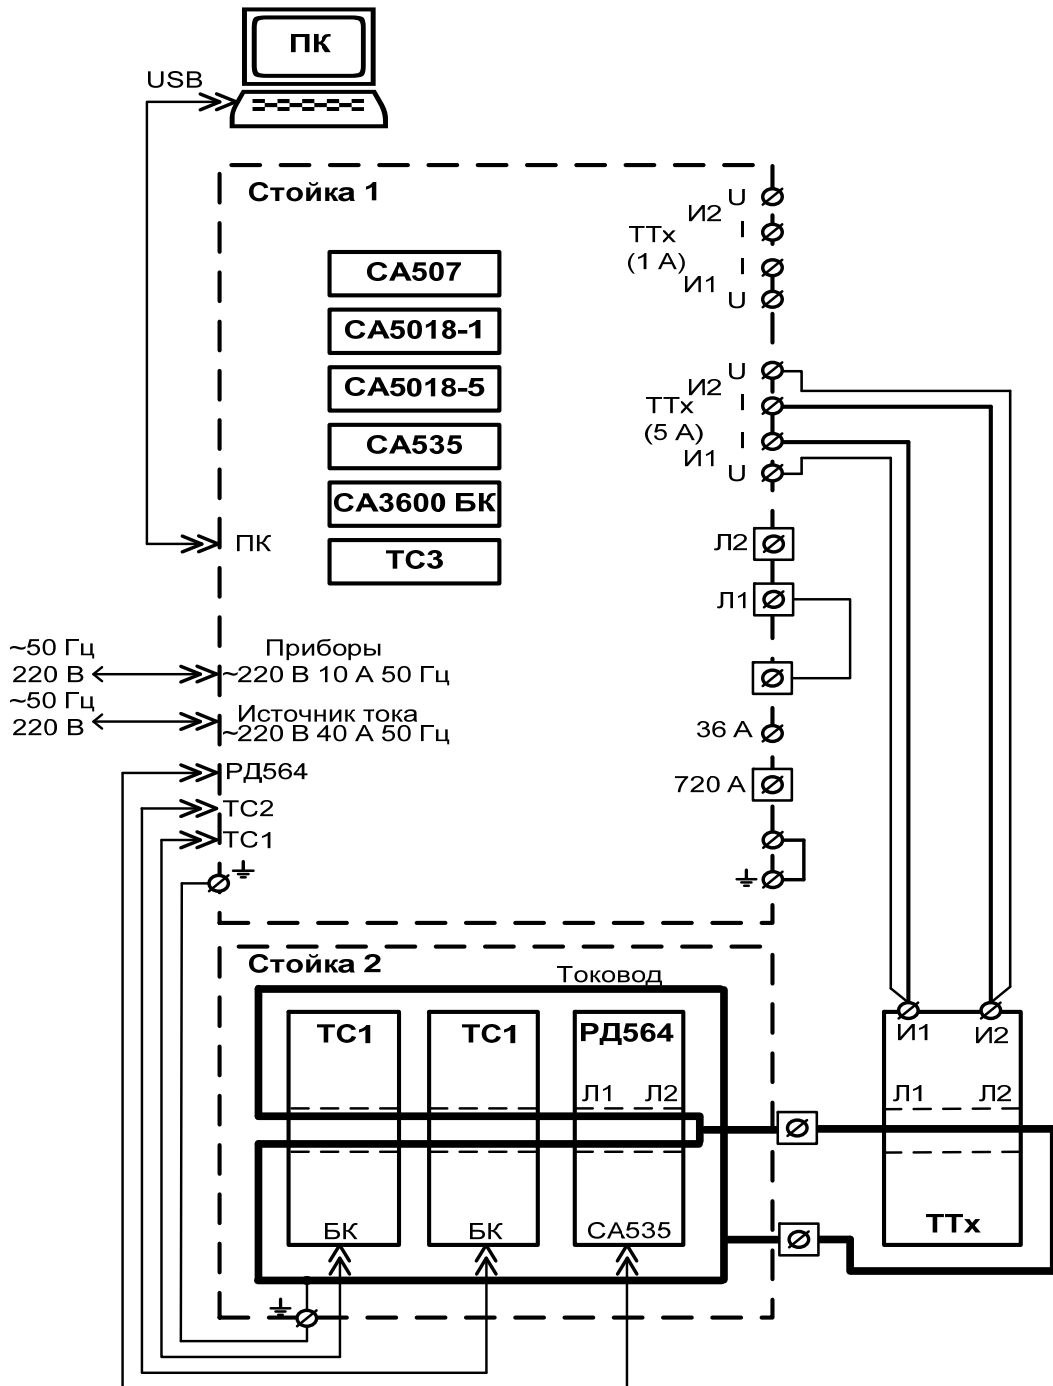 ПК
USB
Стойка 1
U
И2
I
ТТх
(1 А)
I
И1
U
СА507
СА5018-1
СА5018-5
СА535
СА3600 БК
ТС3
U
И2
I
ТТх
(5 А)
I
И1
U
ПК
Л2
Л1
~50 Гц
220 В
Приборы
~220 В 10 А 50 Гц
~50 Гц
220 В
Источник тока
~220 В 40 А 50 Гц
36 А
РД564
720 А
ТС2
ТС1
Стойка 2
Токовод
ТС1
ТС1
РД564
Л1
Л2
БК
БК
СА535
И1
И2
Л1
Л2
ТТх